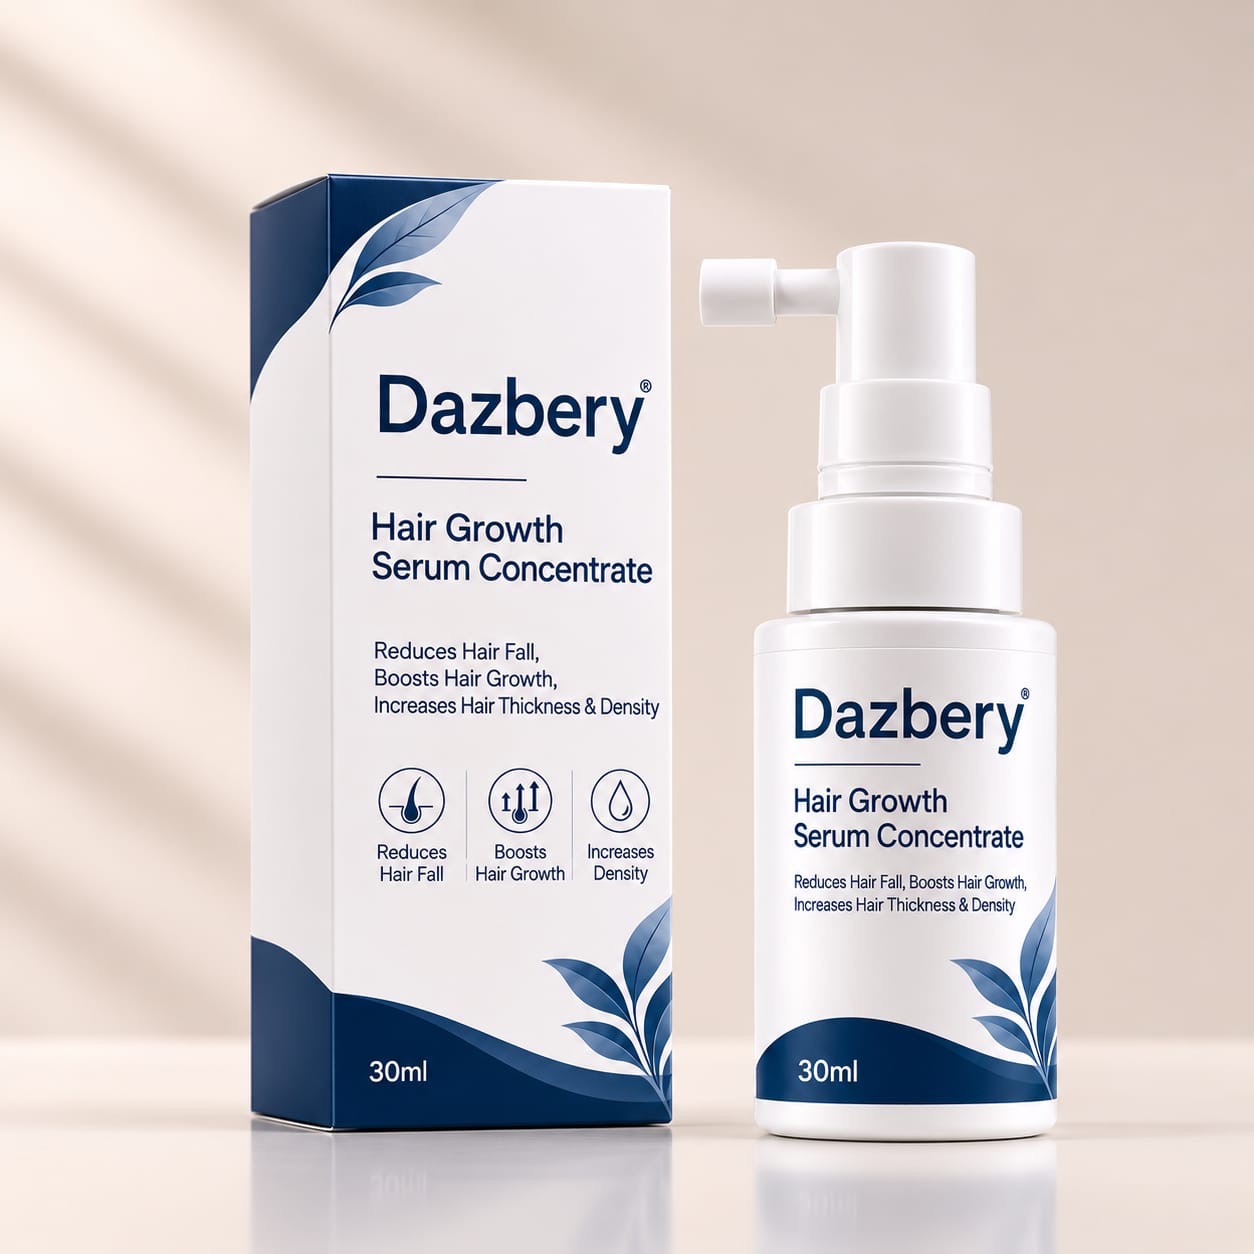 Dazbery®
Hair Growth
Serum Concentrate
Reduces Hair Fall,
Boosts Hair Growth,
Increases Hair Thickness & Density
Reduces
Hair Fall
Boosts
Hair Growth
Increases
Density
30ml
Dazbery®
Hair Growth
Serum Concentrate
Reduces Hair Fall, Boosts Hair Growth,
Increases Hair Thickness & Density
30ml